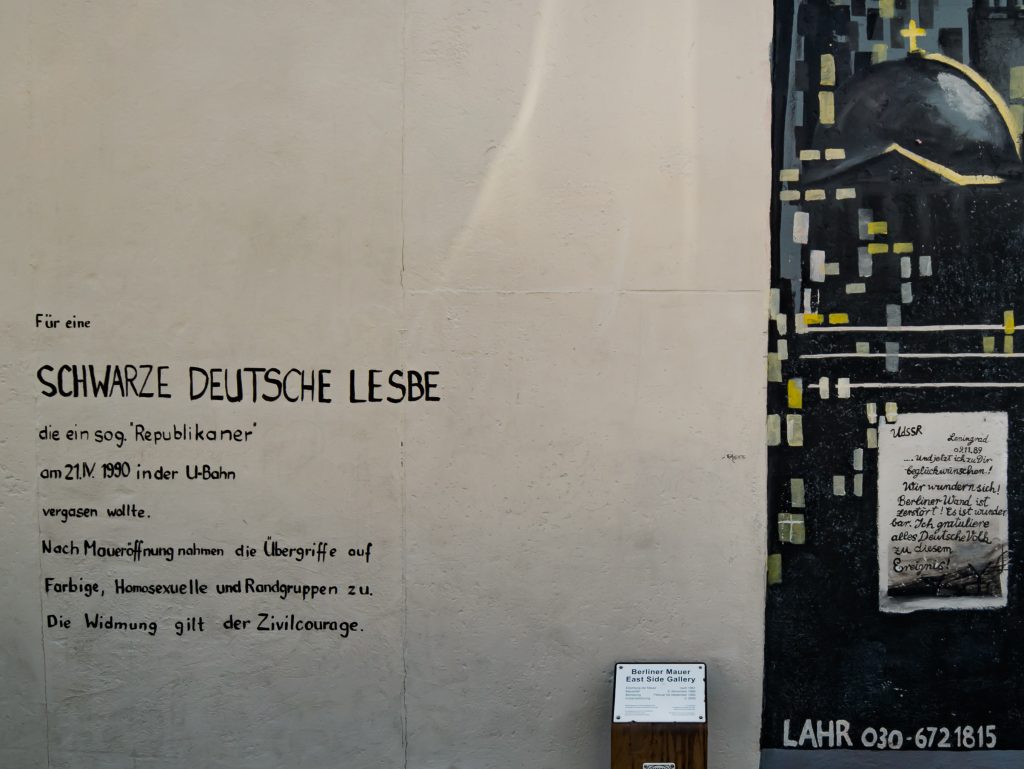 Für eine
SCHWARZE DEUTSCHE LESBE
die ein sog. "Republikaner"
am 21.IV. 1990 in der U-Bahn
vergasen wollte.
Nach Maueröffnung nahmen die Übergriffe auf
Farbige, Homosexuelle und Randgruppen zu.
Die Widmung gilt der Zivilcourage.
Berliner Mauer
East Side Gallery
UdSSR
Leningrad
09.11.89
.... Und jetzt ich zu Dir
beglückwünschen!
Wir wundern sich!
Berliner Wand ist
zerstört! Es ist wunder
bar. Ich gratuliere
alles Deutsche Volk
zu diesem
Ereignis!
LAHR 030-6721815